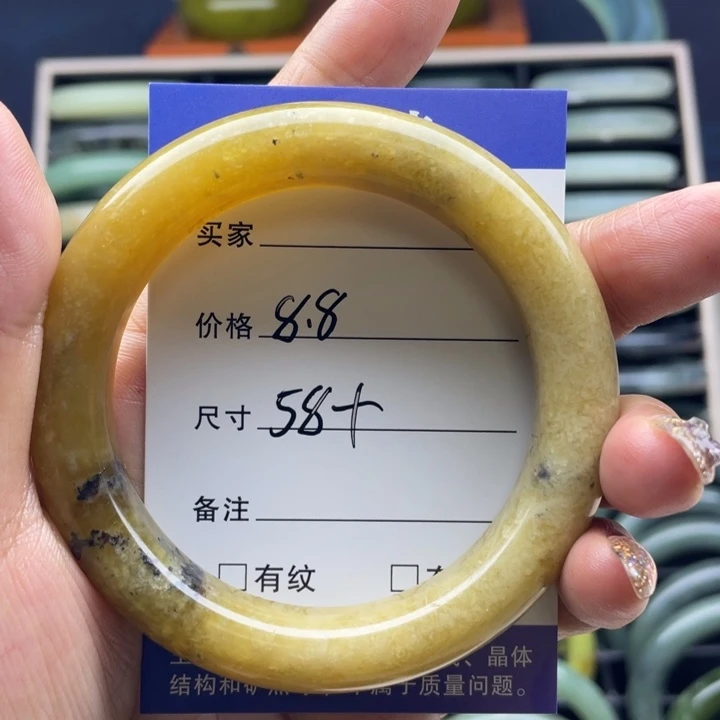 买家
价格 8.8
尺寸 58+
备注
□有纹 □
、晶体
结构和矿 属于质量问题。